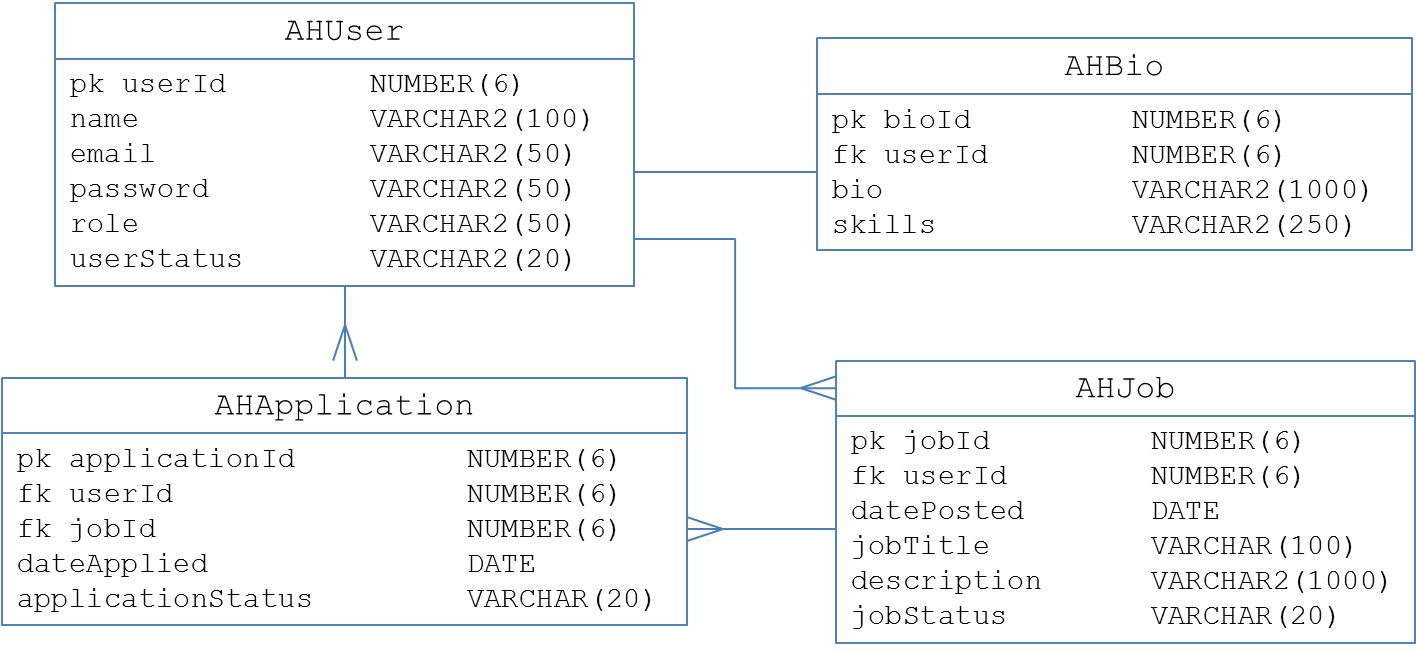 AHUser
pk userId NUMBER(6)
name VARCHAR2(100)
email VARCHAR2(50)
password VARCHAR2(50)
role VARCHAR2(50)
userStatus VARCHAR2(20)
AHBio
pk bioId NUMBER(6)
fk userId NUMBER(6)
bio VARCHAR2(1000)
skills VARCHAR2(250)
AHApplication
pk applicationId NUMBER(6)
fk userId NUMBER(6)
fk jobId NUMBER(6)
dateApplied DATE
applicationStatus VARCHAR(20)
AHJob
pk jobId NUMBER(6)
fk userId NUMBER(6)
datePosted DATE
jobTitle VARCHAR(100)
description VARCHAR2(1000)
jobStatus VARCHAR(20)